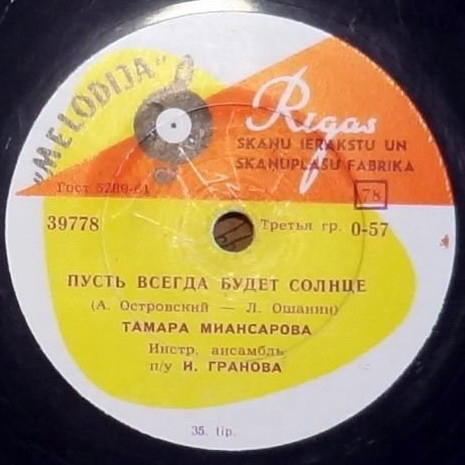 "MELODIJA"
Rigas
SKAŅU IERAKSTU UN
SKAŅUPLAŠU FABRIKA
Гост 5289-61
78
39778
Третья гр. 0-57
ПУСТЬ ВСЕГДА БУДЕТ СОЛНЦЕ
(А. Островский — Л. Ошанин)
ТАМАРА МИАНСАРОВА
Инстр. ансамбль
п/у И. ГРАНОВА
35. tip.